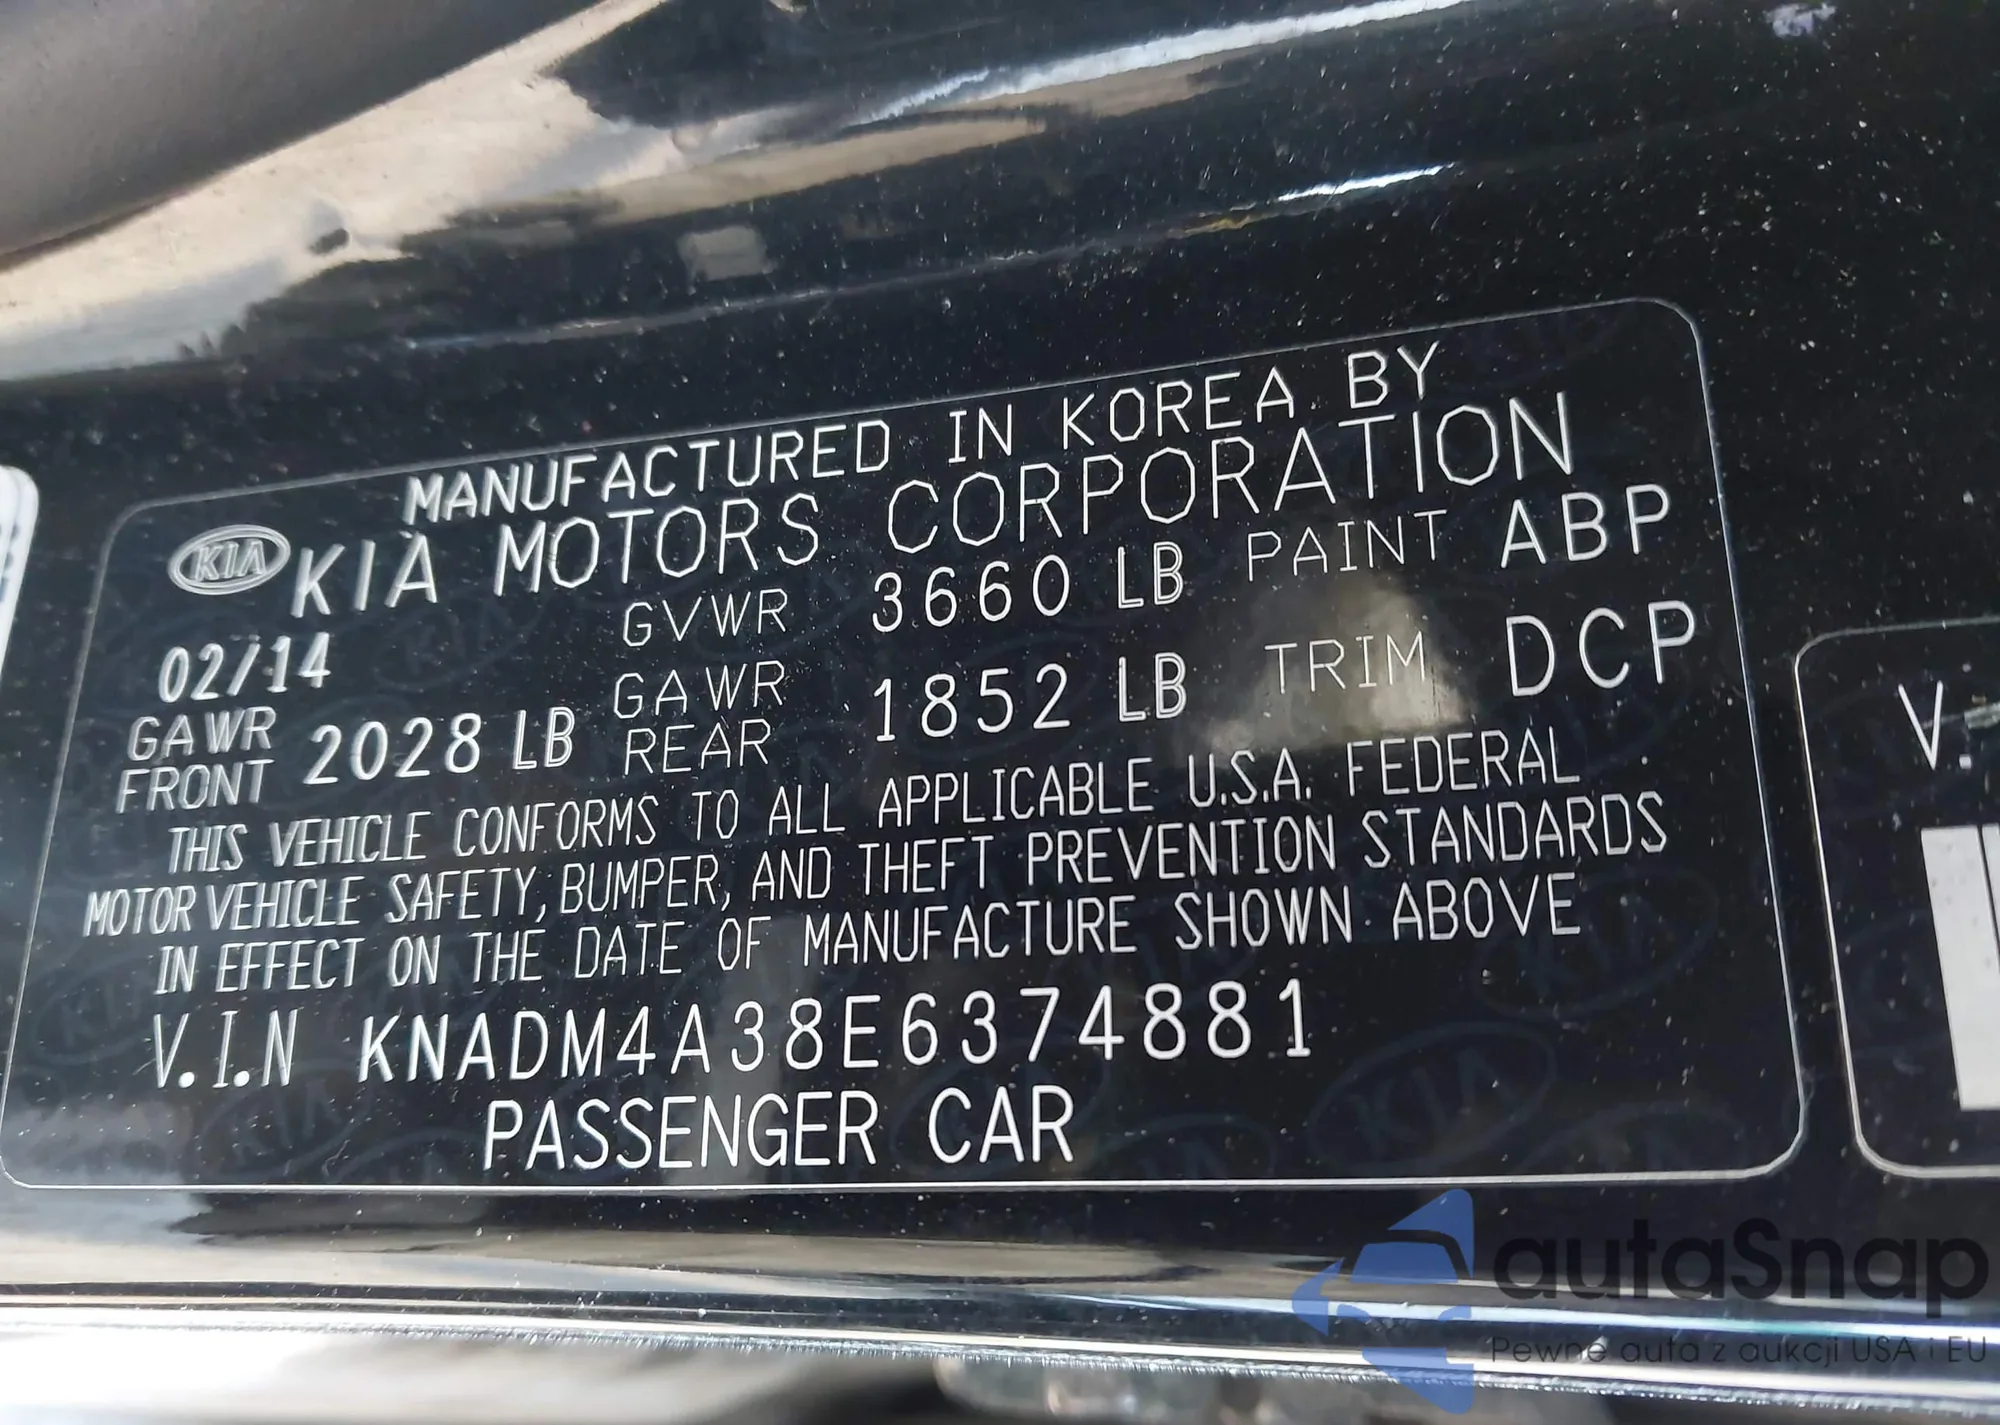 MANUFACTURED IN KOREA BY
KIA KIA MOTORS CORPORATION
02/14 GVWR 3660 LB PAINT ABP
GAWR FRONT 2028 LB GAWR REAR 1852 LB TRIM DCP
THIS VEHICLE CONFORMS TO ALL APPLICABLE U.S.A. FEDERAL
MOTOR VEHICLE SAFETY, BUMPER, AND THEFT PREVENTION STANDARDS
IN EFFECT ON THE DATE OF MANUFACTURE SHOWN ABOVE
V.I.N KNADM4A38E6374881
PASSENGER CAR
V.
autaSnap
Pewne auta z aukcji USA i EU